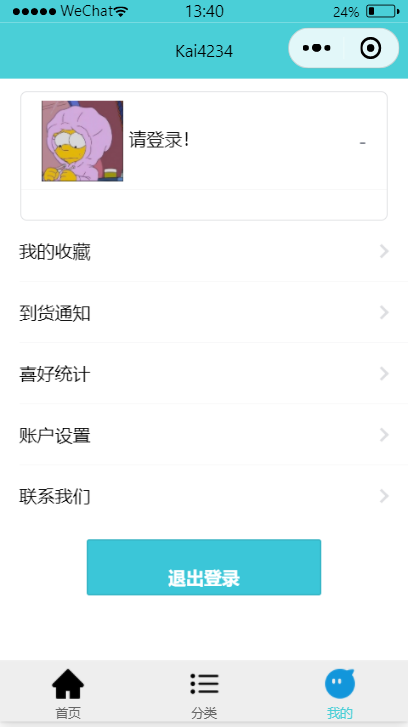 WeChat 13:40 24%
Kai4234
请登录! -
我的收藏
到货通知
喜好统计
账户设置
联系我们
退出登录
首页 分类 我的